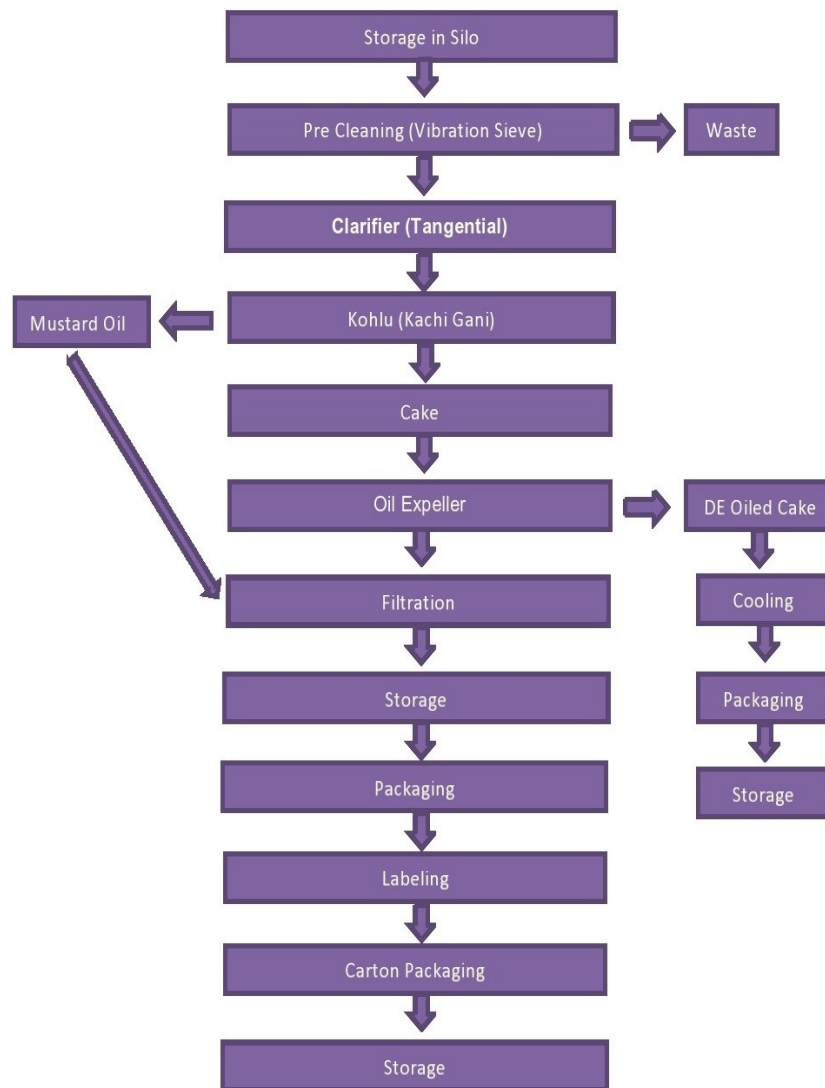 Storage in Silo
Pre Cleaning (Vibration Sieve)
Waste
Clarifier (Tangential)
Mustard Oil
Kohlu (Kachi Gani)
Cake
Oil Expeller
DE Oiled Cake
Filtration
Cooling
Storage
Packaging
Packaging
Storage
Labeling
Carton Packaging
Storage